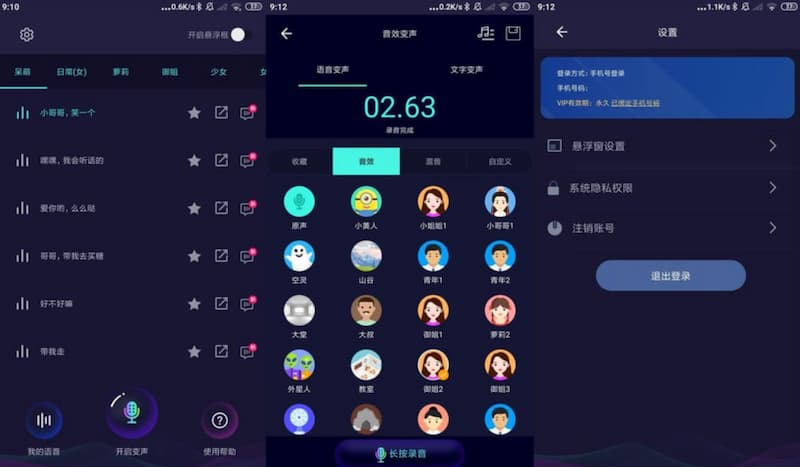 9:10
...0.6K/s
33
开启悬浮框
呆萌 日常(女) 萝莉 御姐 少女 女
小哥哥，笑一个
嘿嘿，我会听语的
爱你哟，么么哒
哥哥，带我去买糖
好不好嘛
带我走
我的语音
开启变声
使用帮助
9:12
...0.2K/s
33
音效变声
语音变声 文字变声
02.63
录音完成
收藏 音效 混音 自定义
原声 小黄人 小姐姐1 小哥哥1
空灵 山谷 青年1 青年2
大堂 大叔 御姐1 萝莉2
外星人 教室 御姐2 御姐3
长按录音
9:12
...1.1K/s
33
设置
登录方式: 手机号登录
手机号码:
VIP有效期: 永久 已绑定手机号码
悬浮窗设置
系统隐私权限
注销账号
退出登录